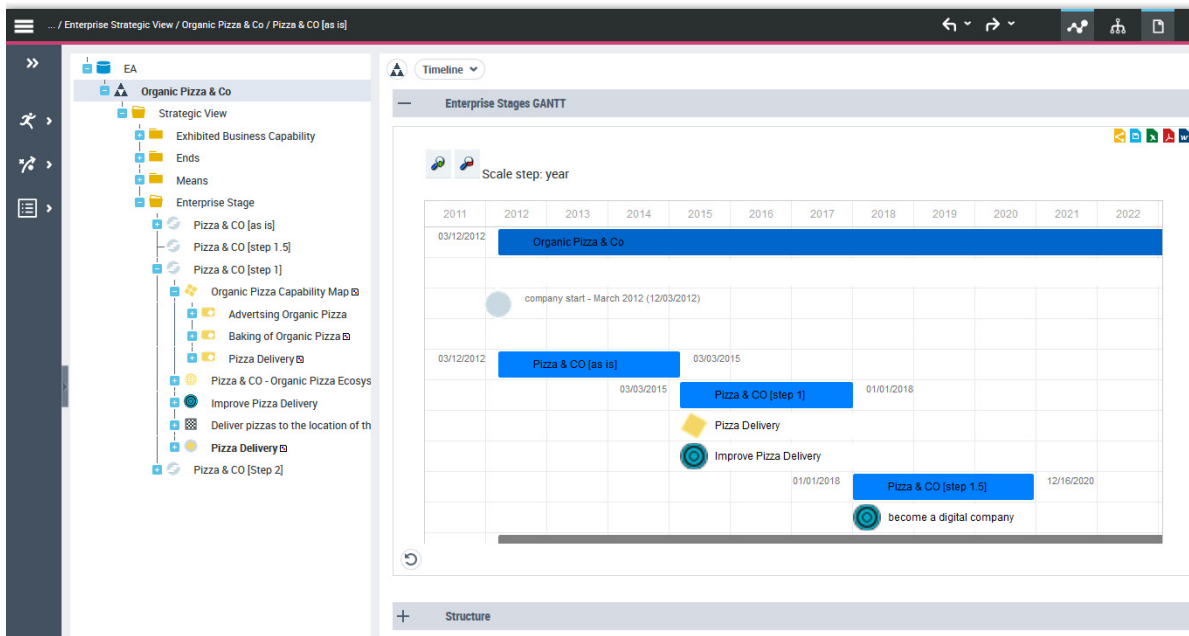 ... / Enterprise Strategic View / Organic Pizza & Co / Pizza & CO [as is]
EA
Organic Pizza & Co
Strategic View
Exhibited Business Capability
Ends
Means
Enterprise Stage
Pizza & CO [as is]
Pizza & CO [step 1.5]
Pizza & CO [step 1]
Organic Pizza Capability Map
Advertsing Organic Pizza
Baking of Organic Pizza
Pizza Delivery
Pizza & CO - Organic Pizza Ecosys
Improve Pizza Delivery
Deliver pizzas to the location of th
Pizza Delivery
Pizza & CO [Step 2]
Timeline
Enterprise Stages GANTT
Scale step: year
2011 2012 2013 2014 2015 2016 2017 2018 2019 2020 2021 2022
03/12/2012 Organic Pizza & Co
company start - March 2012 (12/03/2012)
03/12/2012 Pizza & CO [as is] 03/03/2015
03/03/2015 Pizza & CO [step 1] 01/01/2018
Pizza Delivery
Improve Pizza Delivery
01/01/2018 Pizza & CO [step 1.5] 12/16/2020
become a digital company
Structure